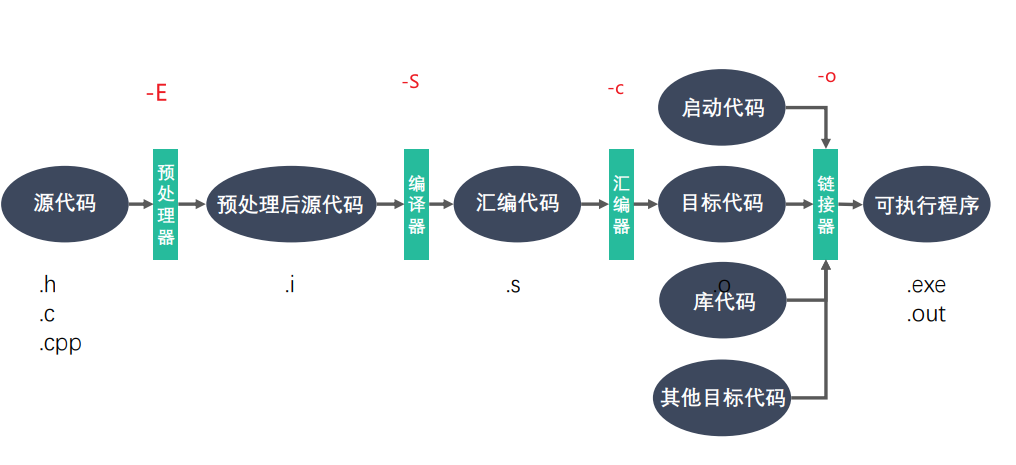 -E
-S
-c
-o
启动代码
源代码
预处理器
预处理后源代码
编译器
汇编代码
汇编器
目标代码
链接器
可执行程序
.h
.c
.cpp
.i
.s
.o
库代码
.exe
.out
其他目标代码